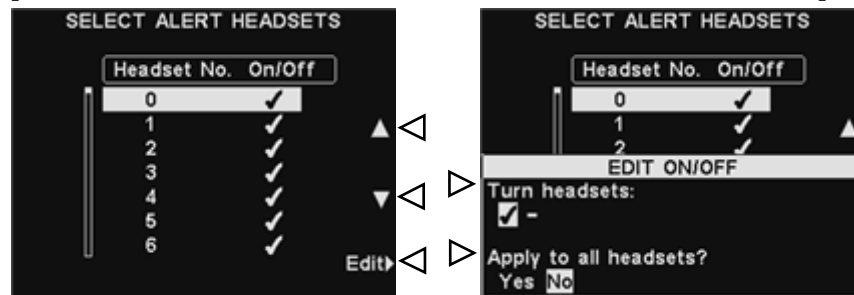 SELECT ALERT HEADSETS
Headset No. On/Off
0 ✓
1 ✓
2 ✓
3 ✓
4 ✓
5 ✓
6 ✓
Edit
SELECT ALERT HEADSETS
Headset No. On/Off
0 ✓
1 ✓
2 ✓
EDIT ON/OFF
Turn headsets:
✓ –
Apply to all headsets?
Yes No